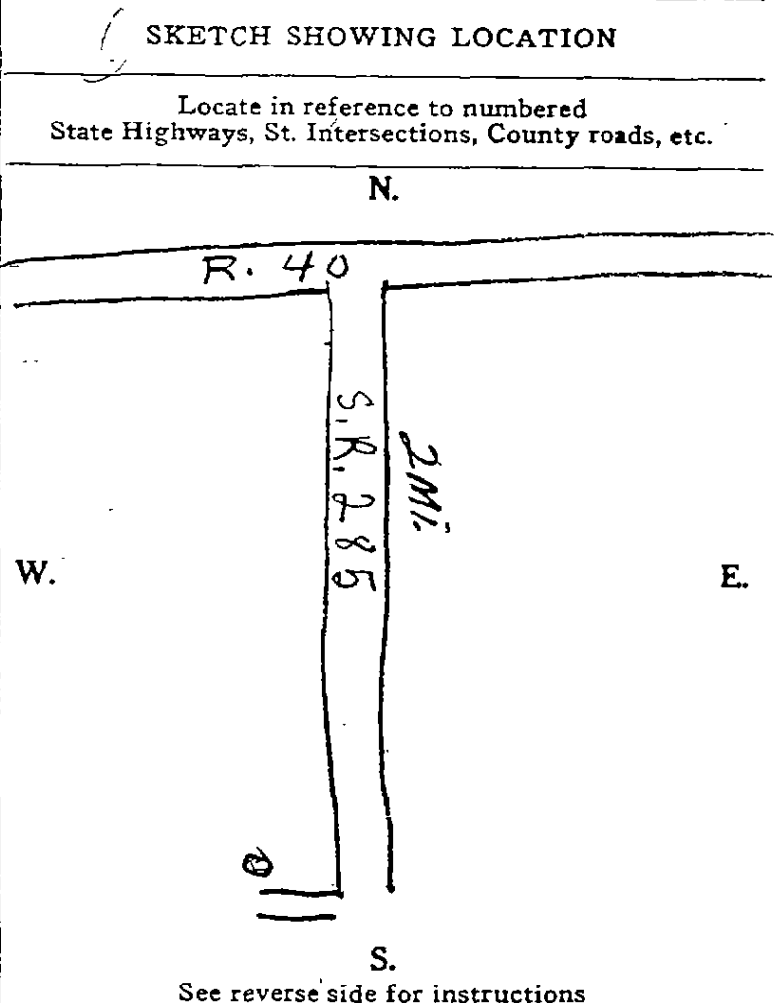 SKETCH SHOWING LOCATION
Locate in reference to numbered
State Highways, St. Intersections, County roads, etc.
N.
R. 40
S.R. 285
2 Mi.
W.
E.
S.
See reverse side for instructions